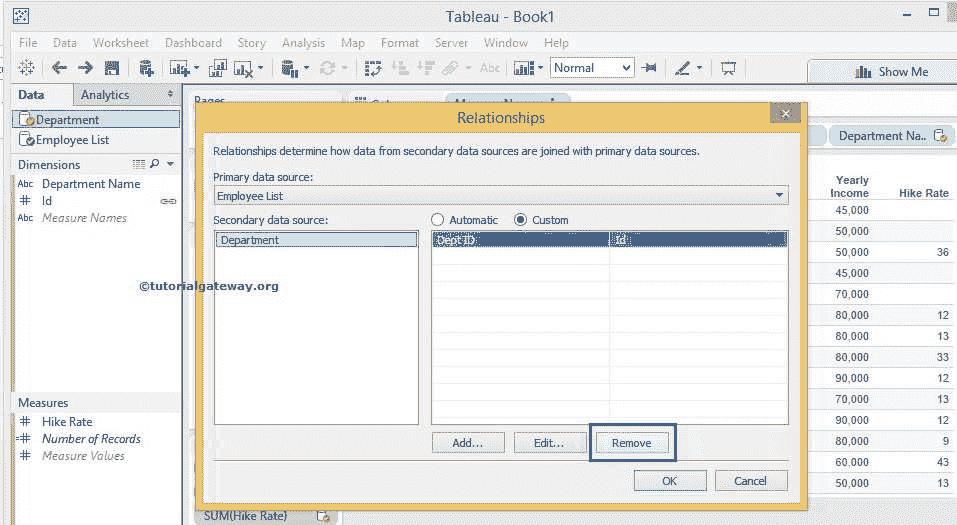 Tableau - Book1
File Data Worksheet Dashboard Story Analysis Map Format Server Window Help
Abc Normal Show Me
Data Analytics
Pages
Department
Employee List
Dimensions
Abc Department Name
# Id
Abc Measure Names
Department Na..
Relationships
Relationships determine how data from secondary data sources are joined with primary data sources.
Primary data source:
Employee List
Secondary data source: Automatic Custom
Department
Dept ID Id
©tutorialgateway.org
Add... Edit... Remove
OK Cancel
Yearly Income Hike Rate
45,000
50,000
50,000 36
45,000
70,000
80,000 12
80,000 13
80,000 33
90,000 12
70,000 13
90,000 12
80,000 9
60,000 43
50,000 13
Measures
# Hike Rate
=# Number of Records
# Measure Values
SUM(Hike Rate)